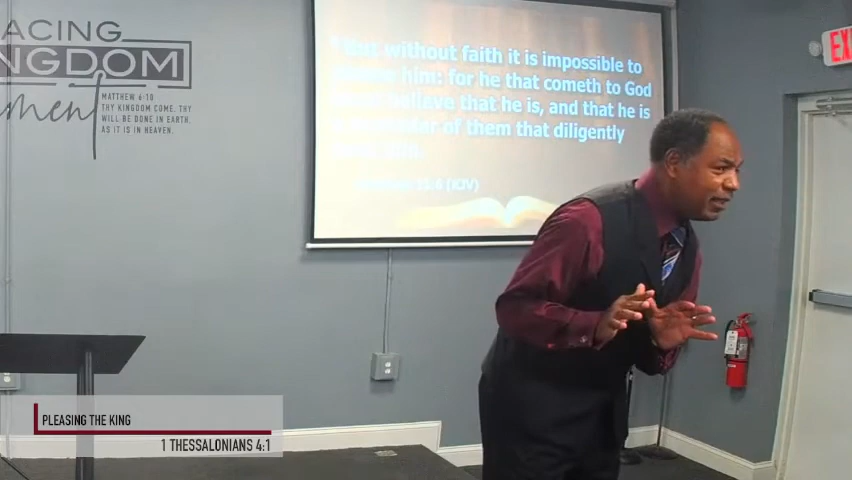 ACING
NGDOM
ment
MATTHEW 6:10
THY KINGDOM COME. THY
WILL BE DONE IN EARTH,
AS IT IS IN HEAVEN.
"But without faith it is impossible to
him: for he that cometh to God
believe that he is, and that he is
of them that diligently
(KJV)
EXI
PLEASING THE KING
1 THESSALONIANS 4:1